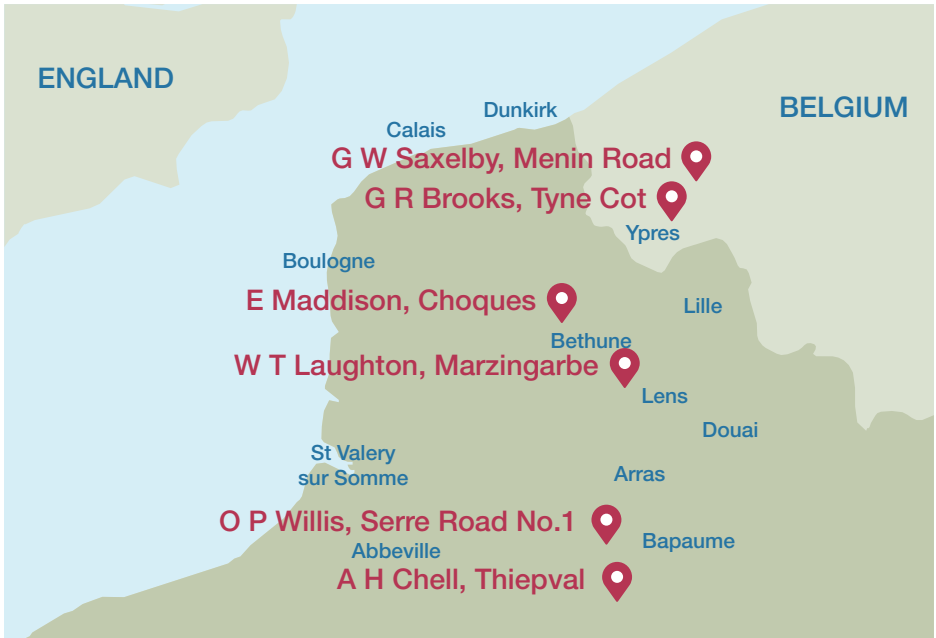 ENGLAND
BELGIUM
Dunkirk
Calais
G W Saxelby, Menin Road
G R Brooks, Tyne Cot
Ypres
Boulogne
E Maddison, Choques
Lille
Bethune
W T Laughton, Marzingarbe
Lens
Douai
St Valery
sur Somme
Arras
O P Willis, Serre Road No.1
Bapaume
Abbeville
A H Chell, Thiepval